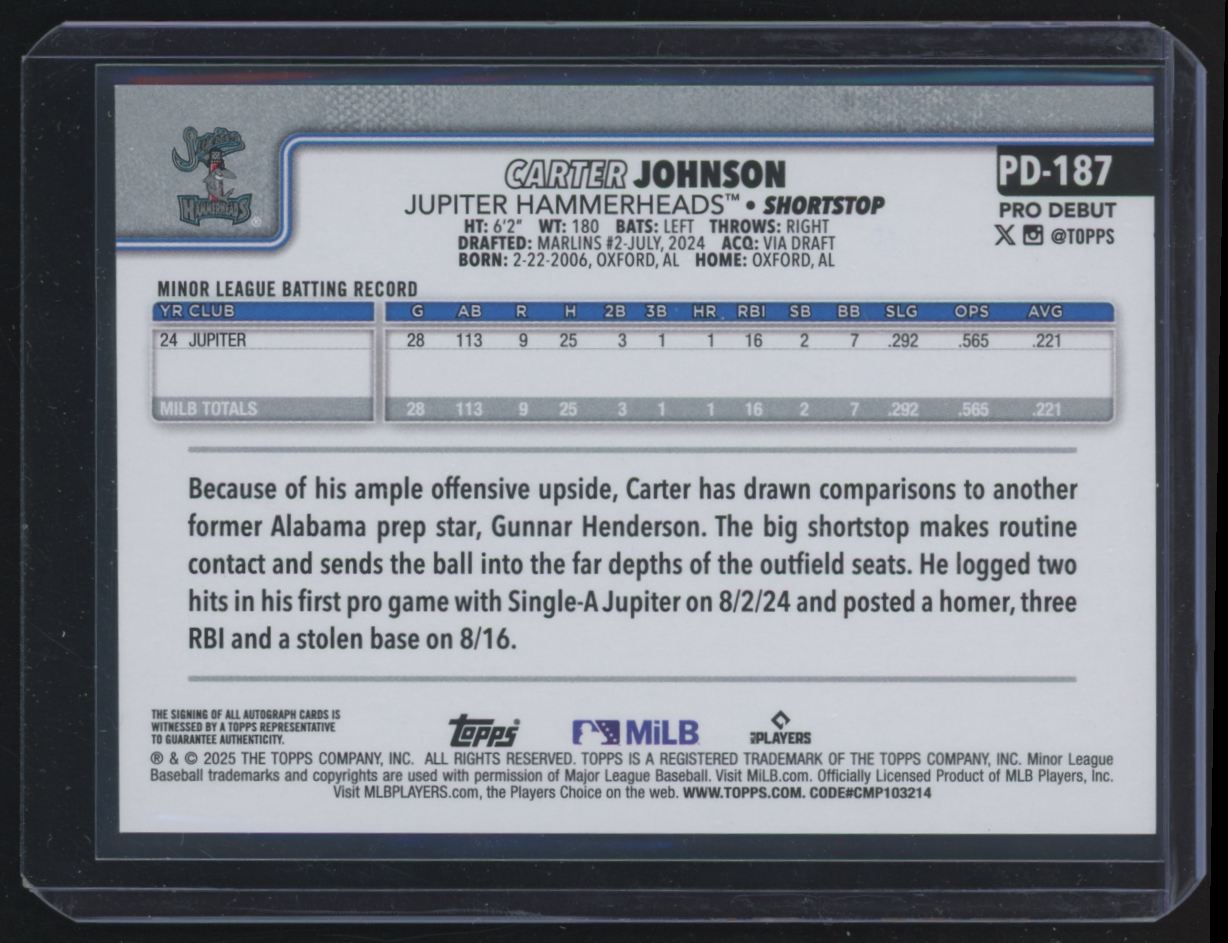 Jupiter
HAMMERHEADS®
CARTER JOHNSON
JUPITER HAMMERHEADS™ • SHORTSTOP
HT: 6'2" WT: 180 BATS: LEFT THROWS: RIGHT
DRAFTED: MARLINS #2-JULY, 2024 ACQ: VIA DRAFT
BORN: 2-22-2006, OXFORD, AL HOME: OXFORD, AL
PD-187
PRO DEBUT
X @TOPPS
MINOR LEAGUE BATTING RECORD
YR CLUB G AB R H 2B 3B HR RBI SB BB SLG OPS AVG
24 JUPITER 28 113 9 25 3 1 1 16 2 7 .292 .565 .221
MILB TOTALS 28 113 9 25 3 1 1 16 2 7 .292 .565 .221
Because of his ample offensive upside, Carter has drawn comparisons to another
former Alabama prep star, Gunnar Henderson. The big shortstop makes routine
contact and sends the ball into the far depths of the outfield seats. He logged two
hits in his first pro game with Single-A Jupiter on 8/2/24 and posted a homer, three
RBI and a stolen base on 8/16.
THE SIGNING OF ALL AUTOGRAPH CARDS IS
WITNESSED BY A TOPPS REPRESENTATIVE
TO GUARANTEE AUTHENTICITY.
Topps
MiLB
PLAYERS
® & © 2025 THE TOPPS COMPANY, INC. ALL RIGHTS RESERVED. TOPPS IS A REGISTERED TRADEMARK OF THE TOPPS COMPANY, INC. Minor League
Baseball trademarks and copyrights are used with permission of Major League Baseball. Visit MiLB.com. Officially Licensed Product of MLB Players, Inc.
Visit MLBPLAYERS.com, the Players Choice on the web. WWW.TOPPS.COM. CODE#CMP103214